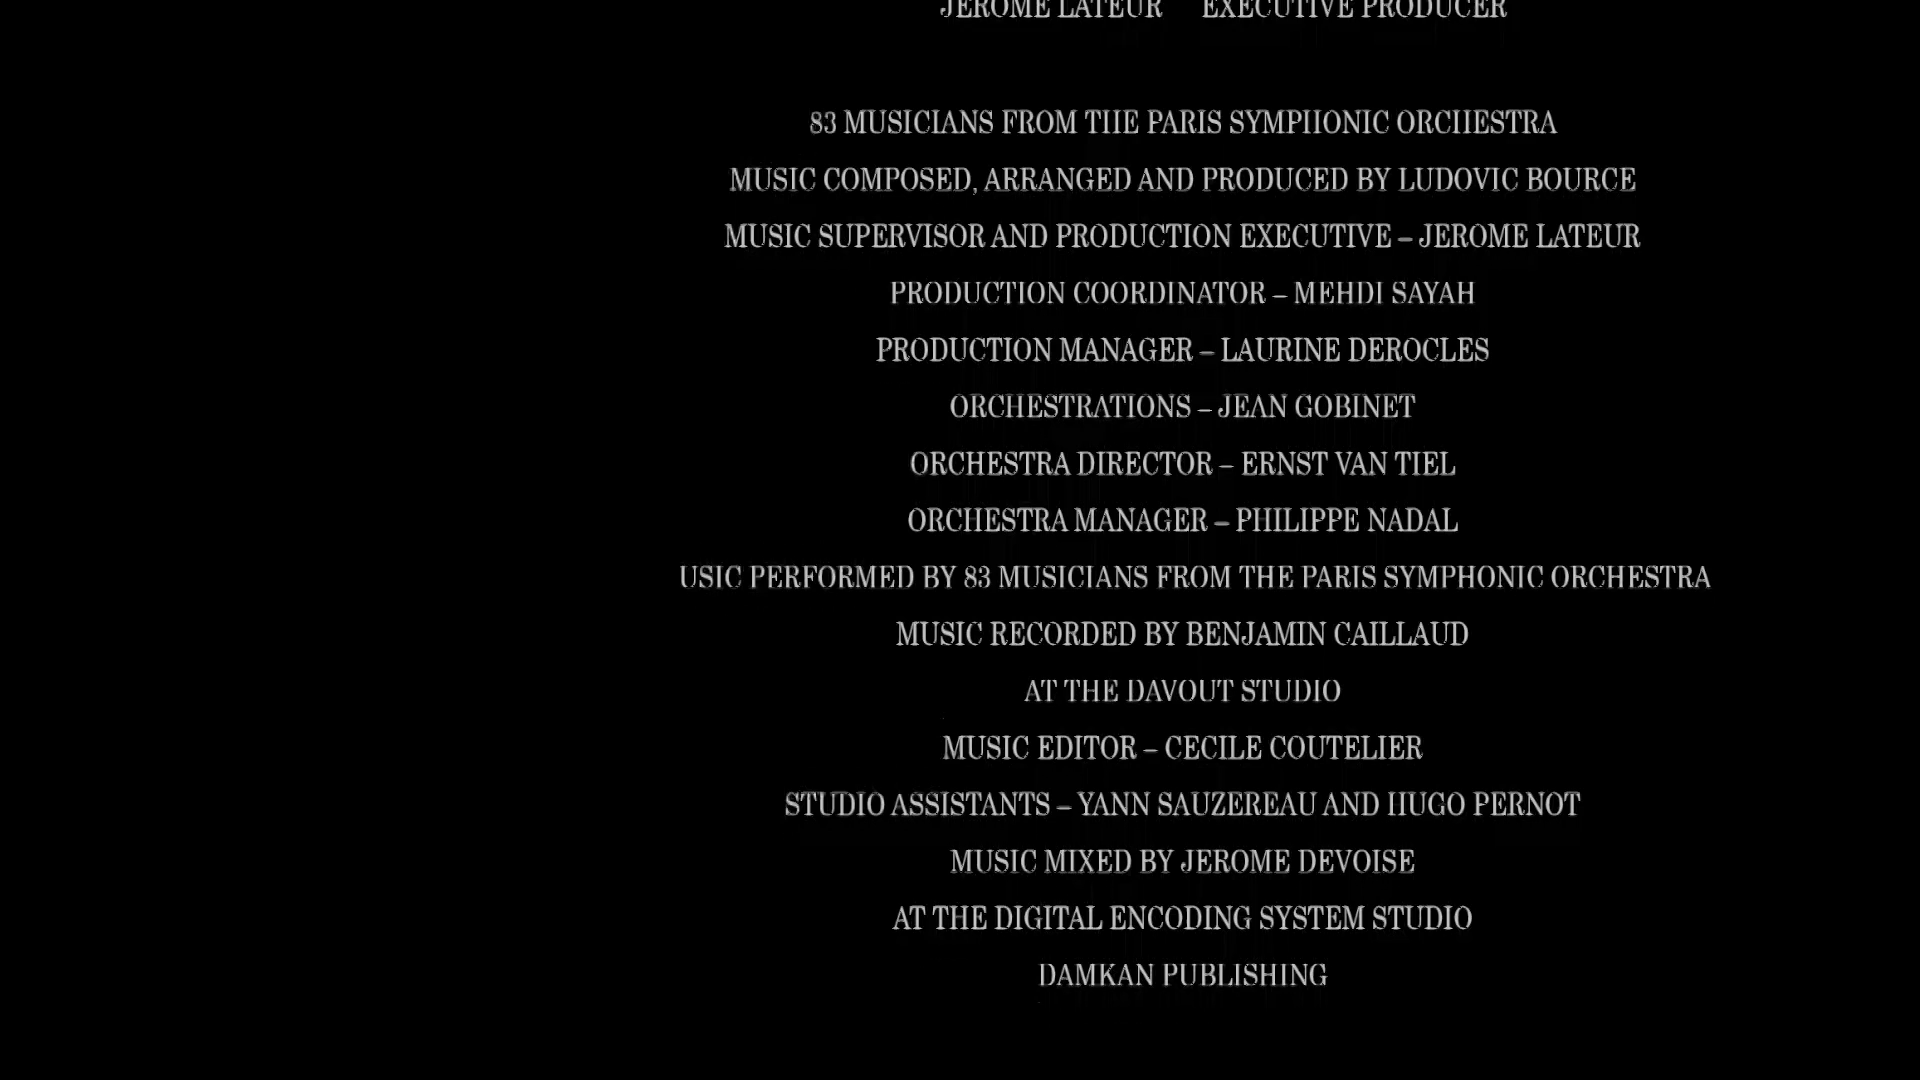 JEROME LATEUR EXECUTIVE PRODUCER
83 MUSICIANS FROM THE PARIS SYMPHONIC ORCHESTRA
MUSIC COMPOSED, ARRANGED AND PRODUCED BY LUDOVIC BOURCE
MUSIC SUPERVISOR AND PRODUCTION EXECUTIVE – JEROME LATEUR
PRODUCTION COORDINATOR – MEHDI SAYAH
PRODUCTION MANAGER – LAURINE DEROCLES
ORCHESTRATIONS – JEAN GOBINET
ORCHESTRA DIRECTOR – ERNST VAN TIEL
ORCHESTRA MANAGER – PHILIPPE NADAL
USIC PERFORMED BY 83 MUSICIANS FROM THE PARIS SYMPHONIC ORCHESTRA
MUSIC RECORDED BY BENJAMIN CAILLAUD
AT THE DAVOUT STUDIO
MUSIC EDITOR – CECILE COUTELIER
STUDIO ASSISTANTS – YANN SAUZEREAU AND HUGO PERNOT
MUSIC MIXED BY JEROME DEVOISE
AT THE DIGITAL ENCODING SYSTEM STUDIO
DAMKAN PUBLISHING